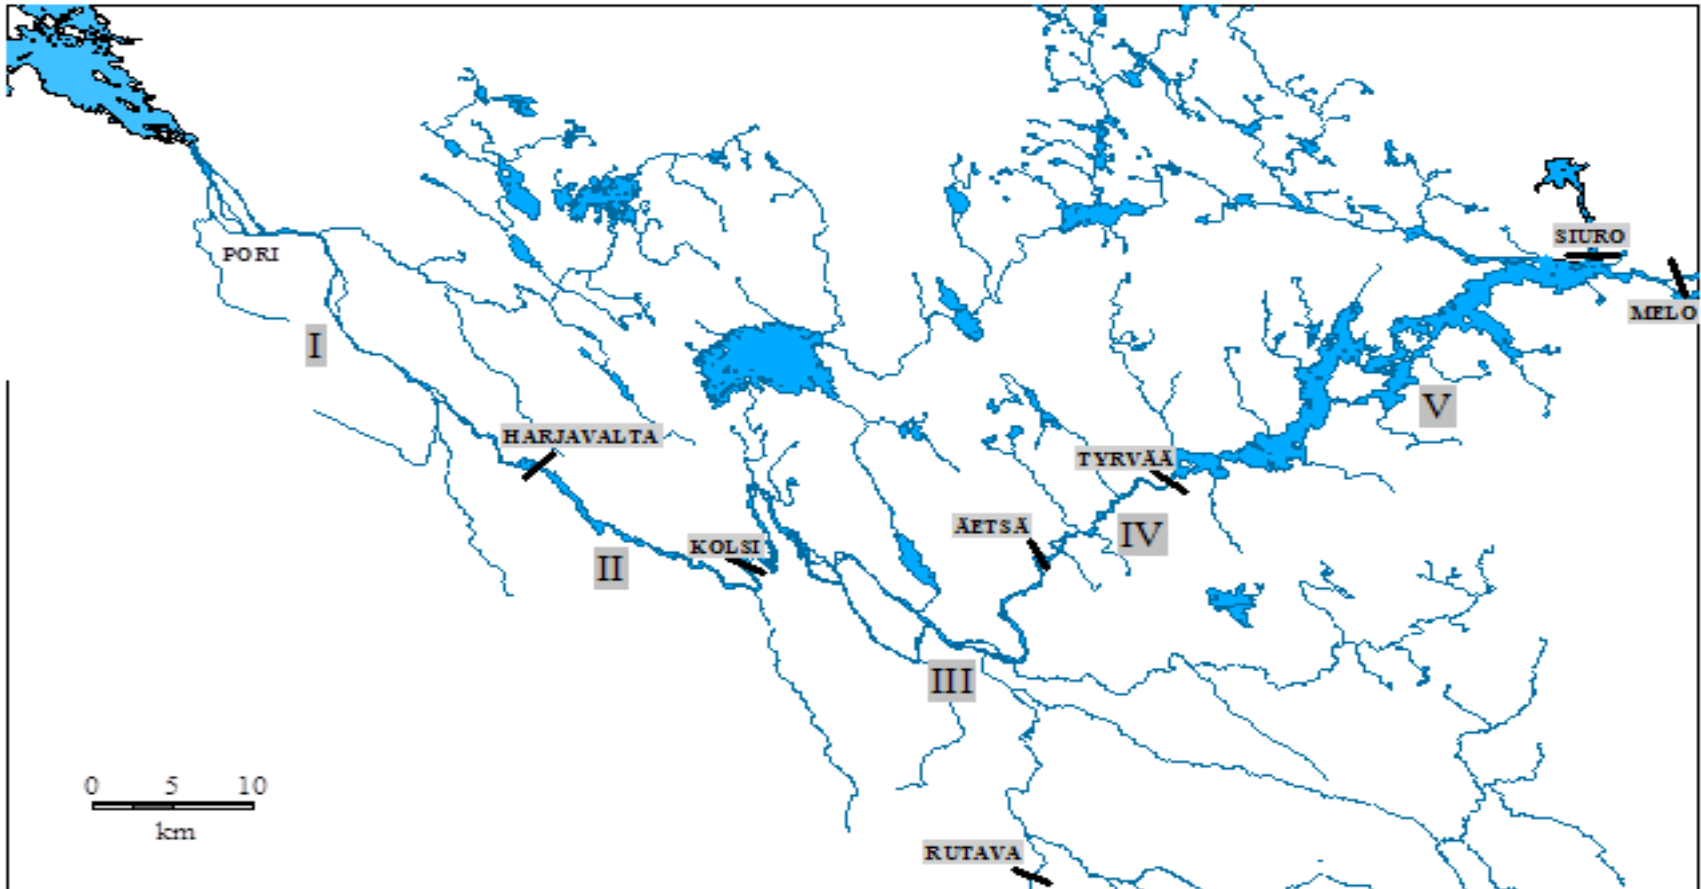 SIURO
PORI
MELO
I
V
HARJAVALTA
TYRVÄÄ
ÄETSÄ
IV
KOLSI
II
III
0 5 10
km
RUTAVA